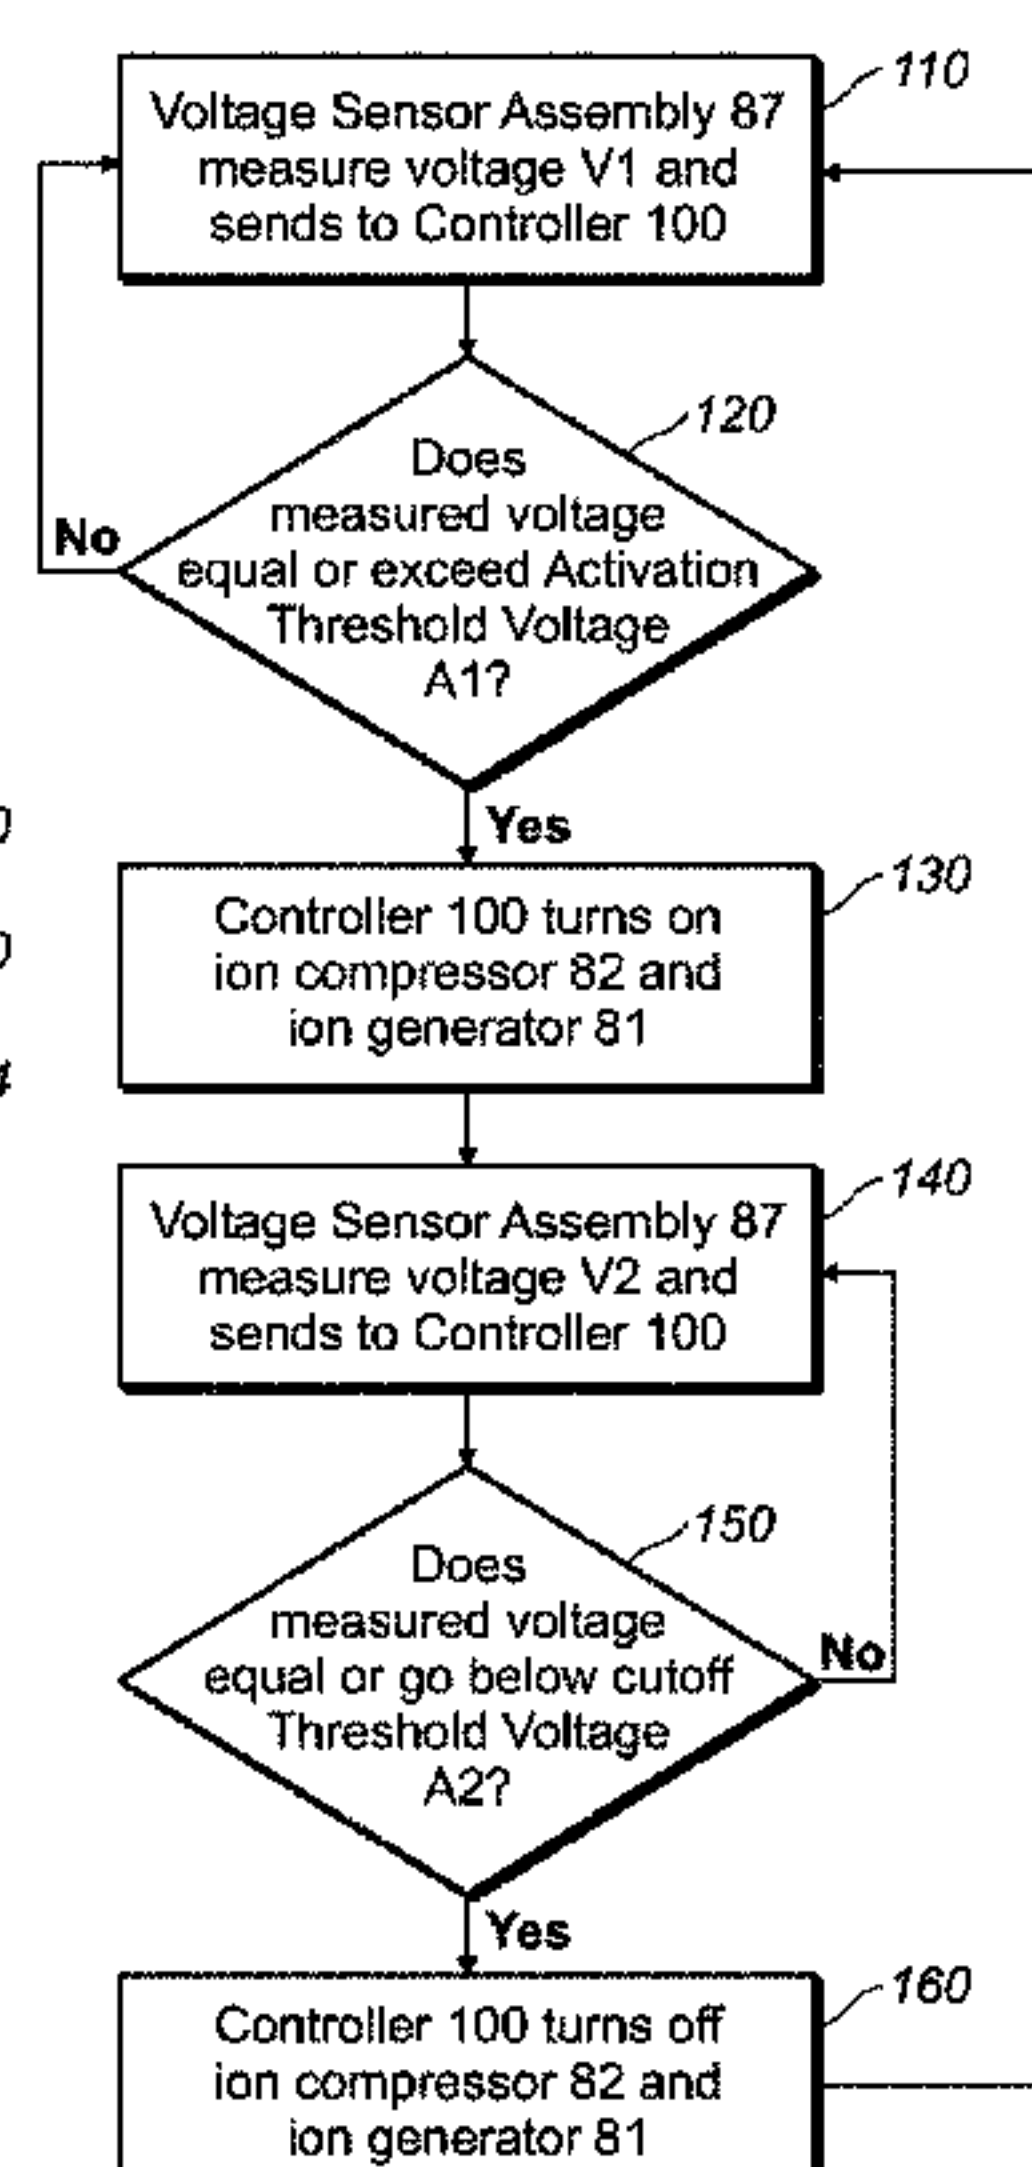 110
Voltage Sensor Assembly 87
measure voltage V1 and
sends to Controller 100
120
Does
measured voltage
equal or exceed Activation
Threshold Voltage
A1?
No
Yes
130
Controller 100 turns on
ion compressor 82 and
ion generator 81
140
Voltage Sensor Assembly 87
measure voltage V2 and
sends to Controller 100
150
Does
measured voltage
equal or go below cutoff
Threshold Voltage
A2?
No
Yes
160
Controller 100 turns off
ion compressor 82 and
ion generator 81